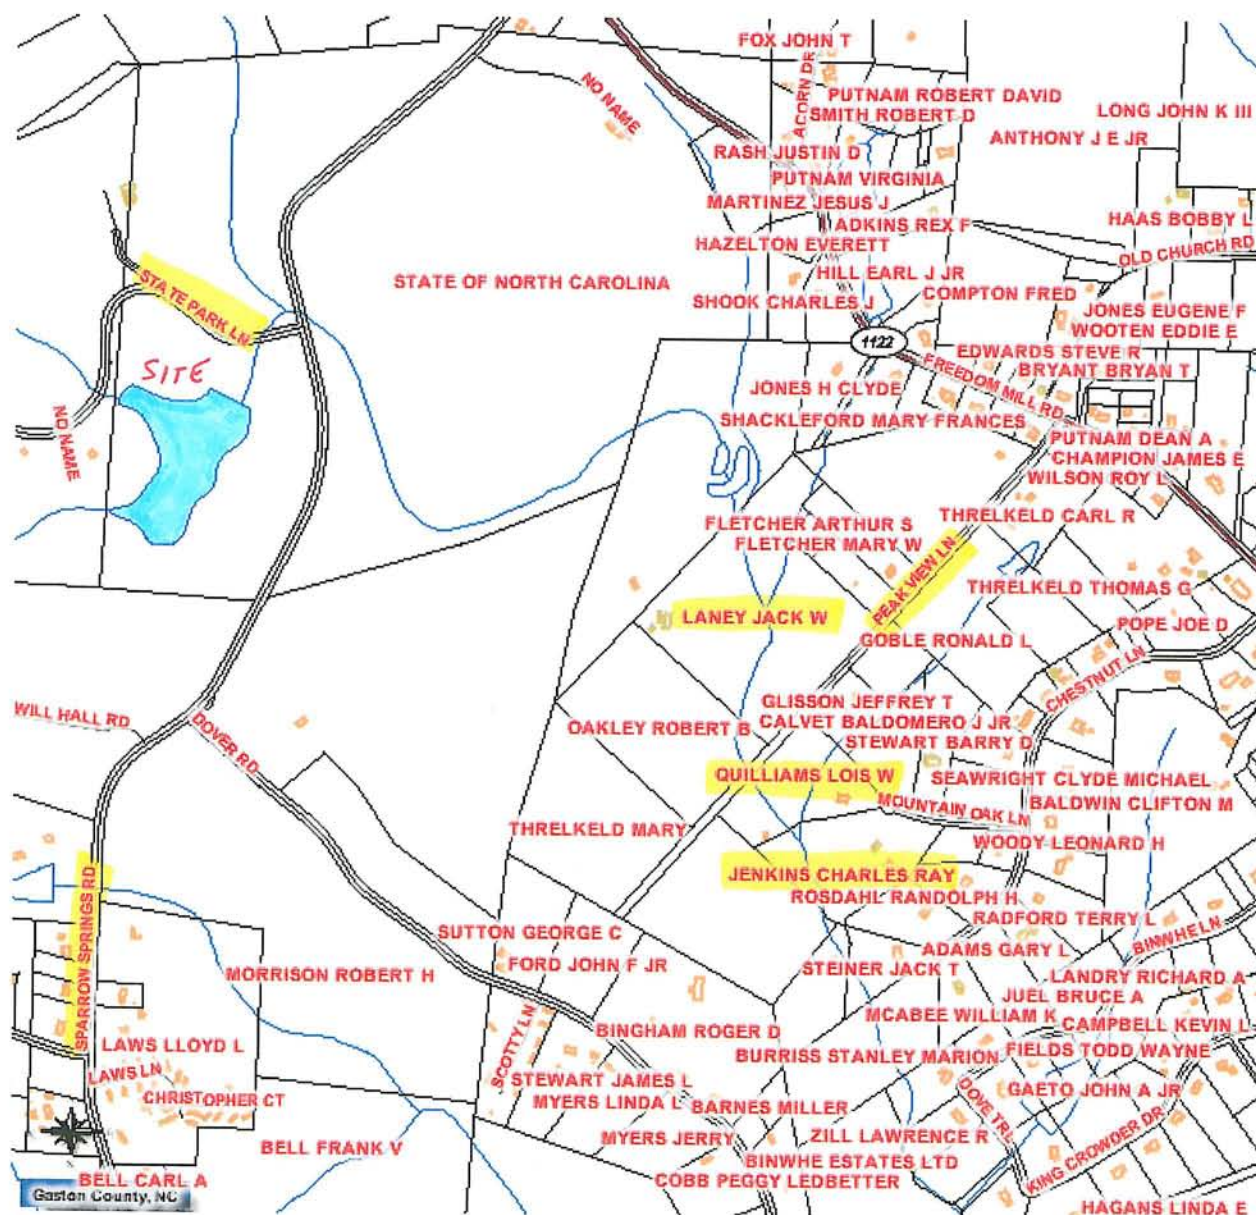 FOX JOHN T
ACORN DR
NO NAME
PUTNAM ROBERT DAVID
LONG JOHN K III
SMITH ROBERT D
ANTHONY J E JR
RASH JUSTIN D
PUTNAM VIRGINIA
MARTINEZ JESUS J
HAAS BOBBY L
ADKINS REX F
HAZELTON EVERETT
OLD CHURCH RD
HILL EARL J JR
STATE OF NORTH CAROLINA
COMPTON FRED
SHOOK CHARLES J
STATE PARK LN
JONES EUGENE F
WOOTEN EDDIE E
1122
EDWARDS STEVE R
SITE
BRYANT BRYAN T
FREEDOM MILL RD
JONES H CLYDE
SHACKLEFORD MARY FRANCES
NO NAME
PUTNAM DEAN A
CHAMPION JAMES E
WILSON ROY L
THRELKELD CARL R
FLETCHER ARTHUR S
FLETCHER MARY W
PEAK VIEW LN
THRELKELD THOMAS G
LANEY JACK W
POPE JOE D
GOBLE RONALD L
CHESTNUT LN
GLISSON JEFFREY T
WILL HALL RD
DOVER RD
OAKLEY ROBERT B
CALVET BALDOMERO J JR
STEWART BARRY D
QUILLIAMS LOIS W
SEAWRIGHT CLYDE MICHAEL
MOUNTAIN OAK LN
BALDWIN CLIFTON M
THRELKELD MARY
WOODY LEONARD H
JENKINS CHARLES RAY
ROSDAHL RANDOLPH H
SPARROW SPRINGS RD
RADFORD TERRY L
SUTTON GEORGE C
BINWHE LN
ADAMS GARY L
MORRISON ROBERT H
FORD JOHN F JR
STEINER JACK T
LANDRY RICHARD A
JUEL BRUCE A
MCABEE WILLIAM K
CAMPBELL KEVIN L
BINGHAM ROGER D
LAWS LLOYD L
SCOTTY LN
BURRISS STANLEY MARION
FIELDS TODD WAYNE
LAWS LN
STEWART JAMES L
GAETO JOHN A JR
CHRISTOPHER CT
MYERS LINDA L
BARNES MILLER
DOVE TRL
BELL FRANK V
MYERS JERRY
ZILL LAWRENCE R
KING CROWDER DR
BINWHE ESTATES LTD
BELL CARL A
COBB PEGGY LEDBETTER
Gaston County, NC
HAGANS LINDA E